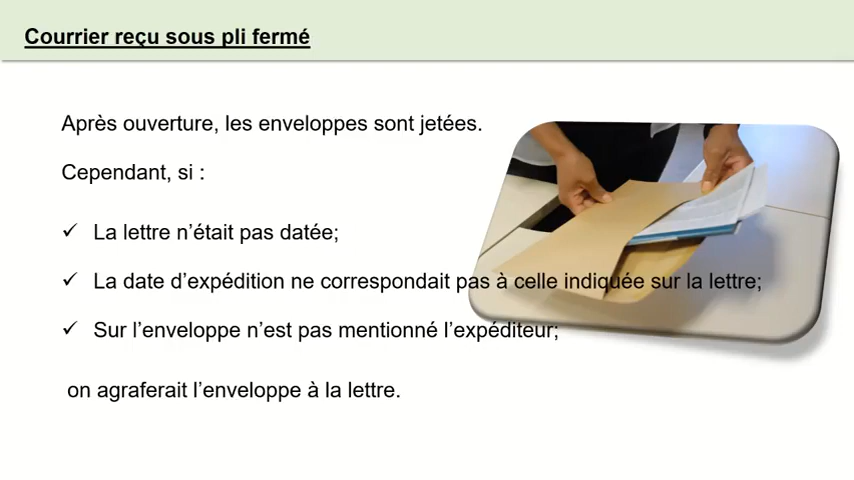 Courrier reçu sous pli fermé
Après ouverture, les enveloppes sont jetées.
Cependant, si :
✓ La lettre n’était pas datée;
✓ La date d’expédition ne correspondait pas à celle indiquée sur la lettre;
✓ Sur l’enveloppe n’est pas mentionné l’expéditeur;
on agraferait l’enveloppe à la lettre.